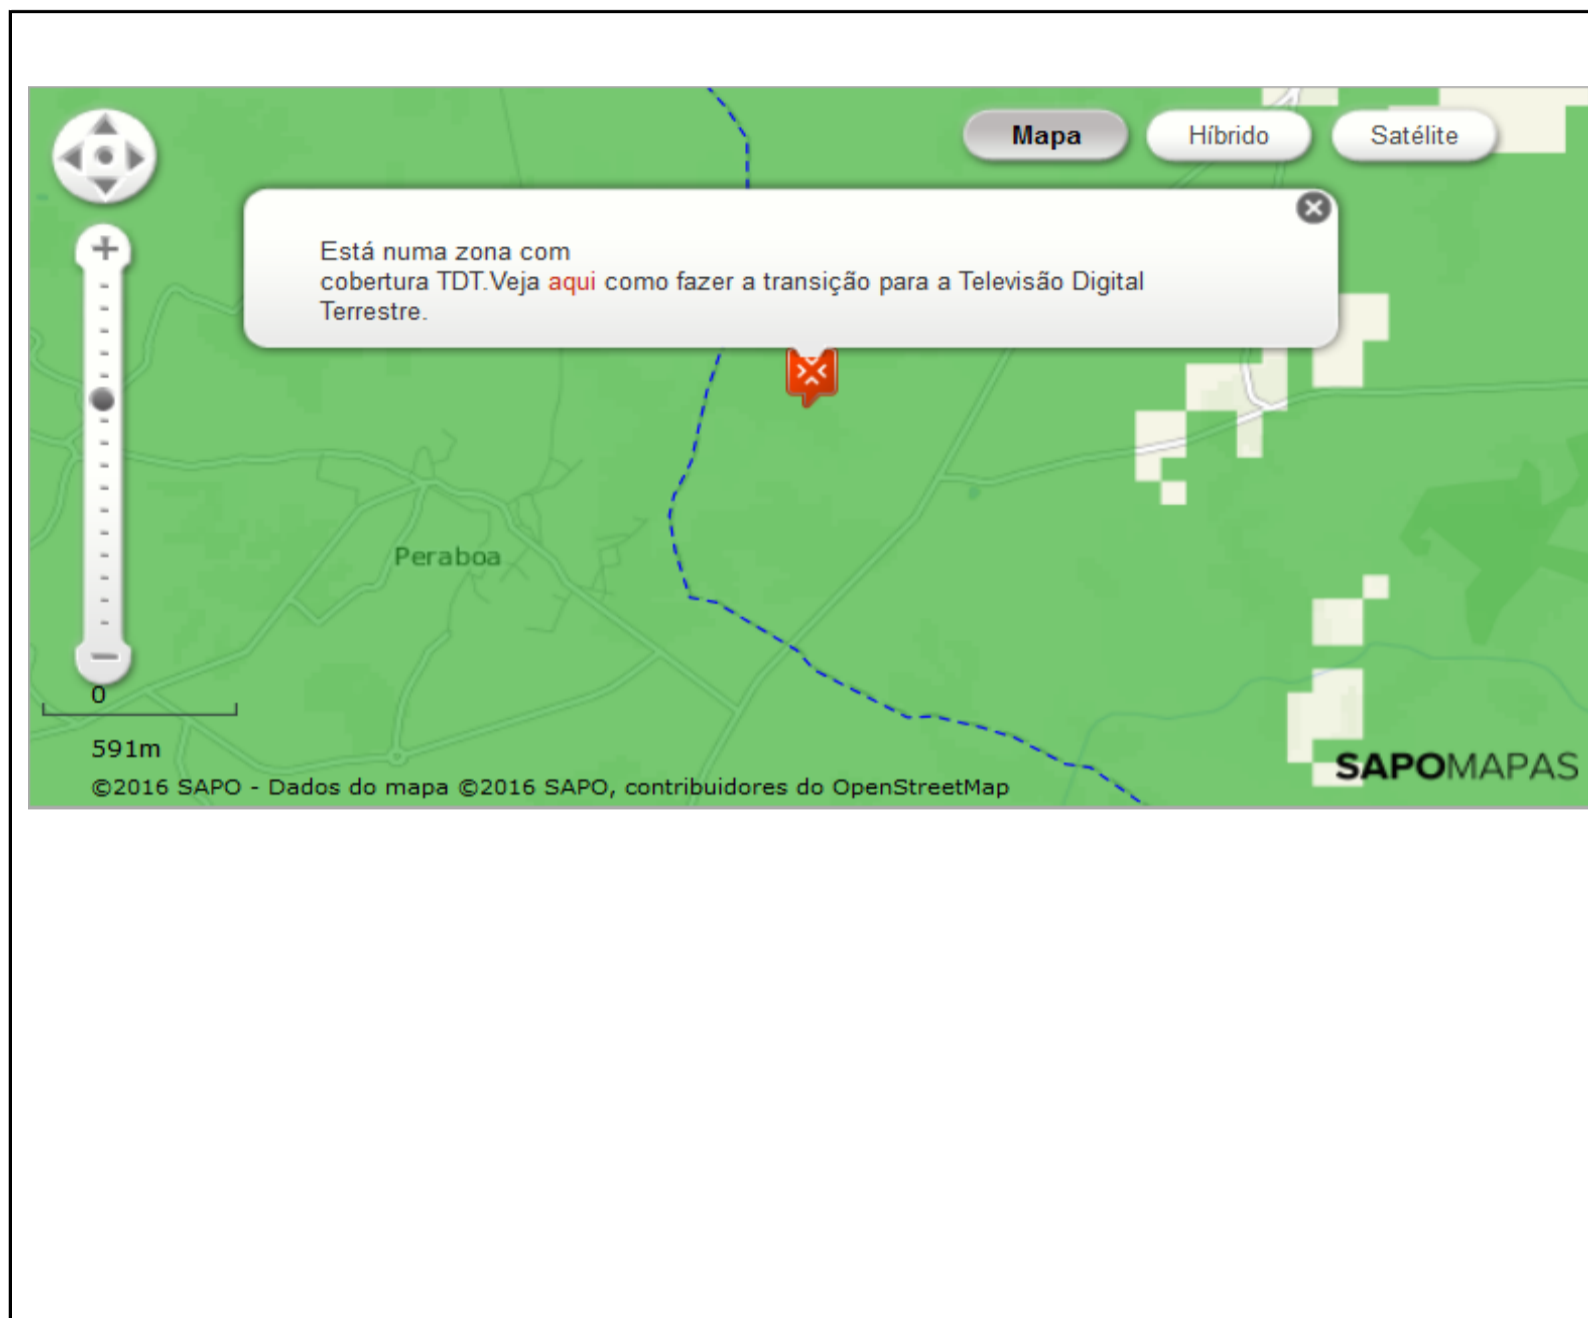 Mapa
Híbrido
Satélite
Está numa zona com
cobertura TDT.Veja aqui como fazer a transição para a Televisão Digital
Terrestre.
Peraboa
0
591m
SAPOMAPAS
©2016 SAPO - Dados do mapa ©2016 SAPO, contribuidores do OpenStreetMap